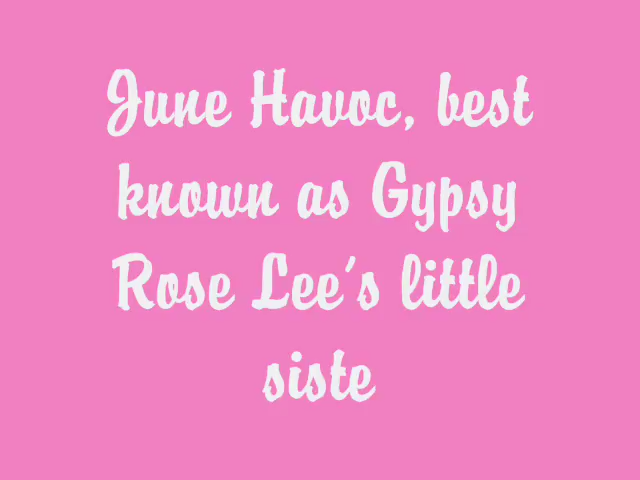 June Havoc, best
known as Gypsy
Rose Lee's little
siste